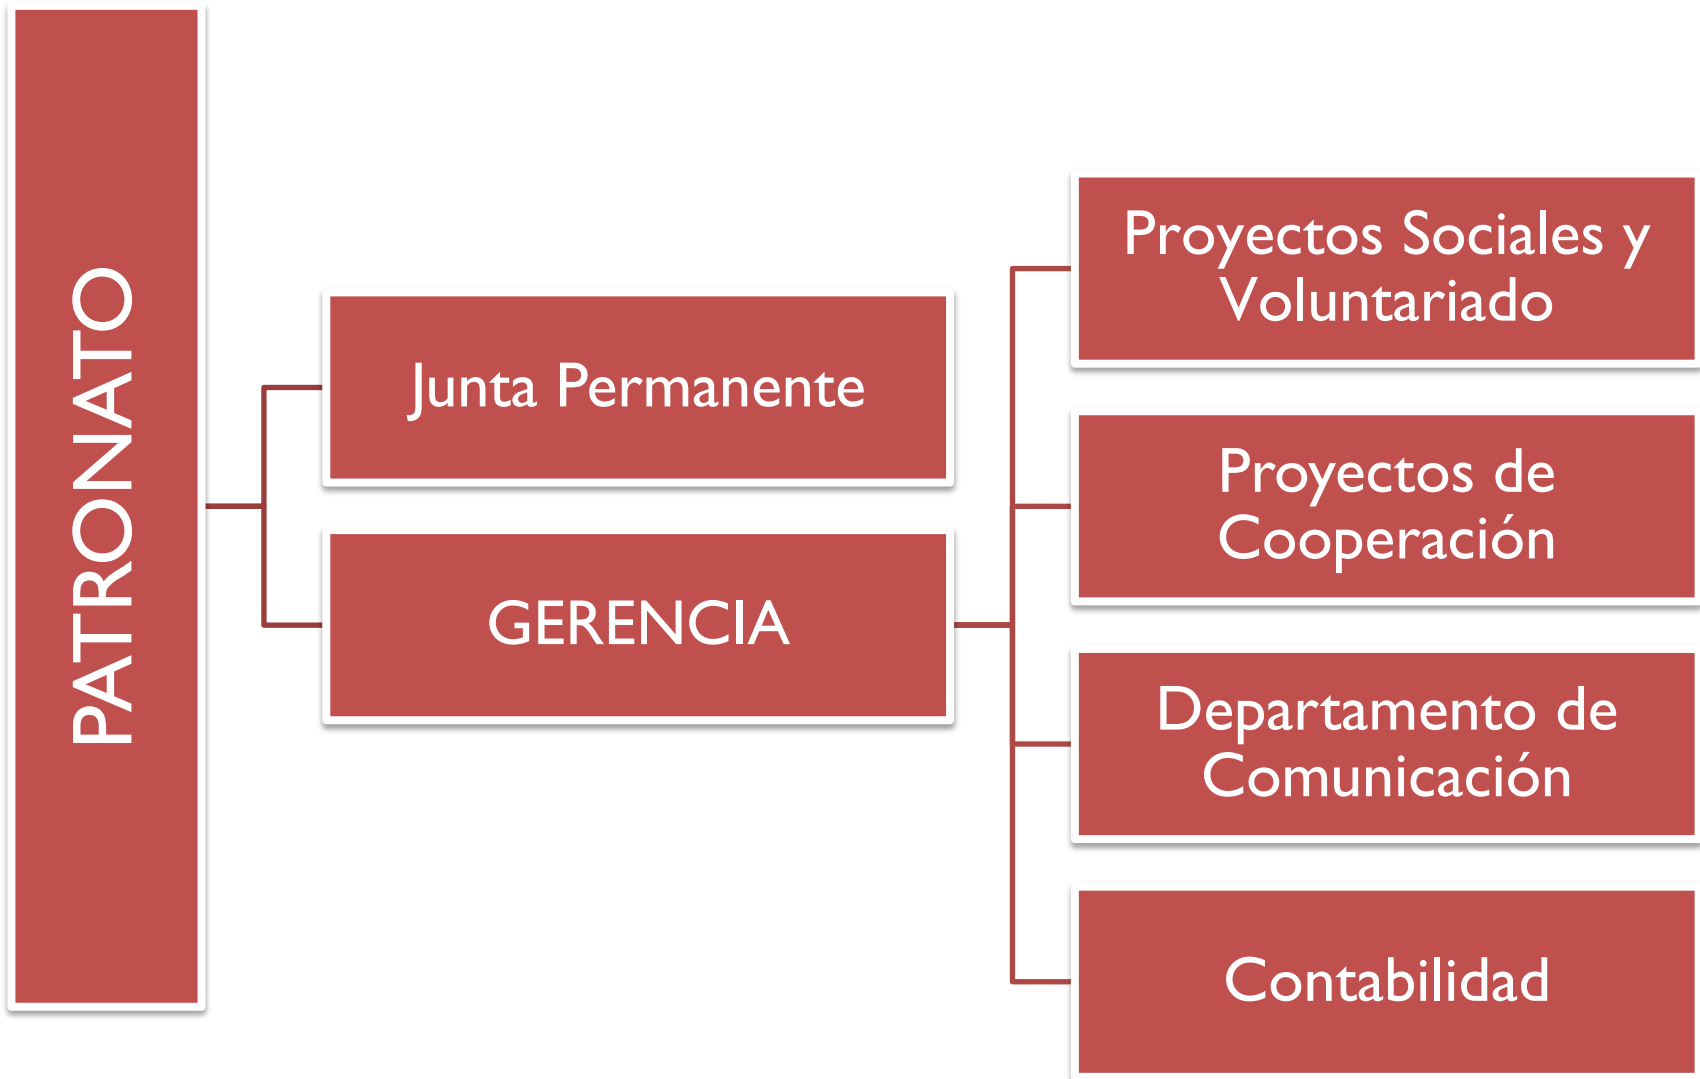 PATRONATO
Junta Permanente
GERENCIA
Proyectos Sociales y
Voluntariado
Proyectos de
Cooperación
Departamento de
Comunicación
Contabilidad